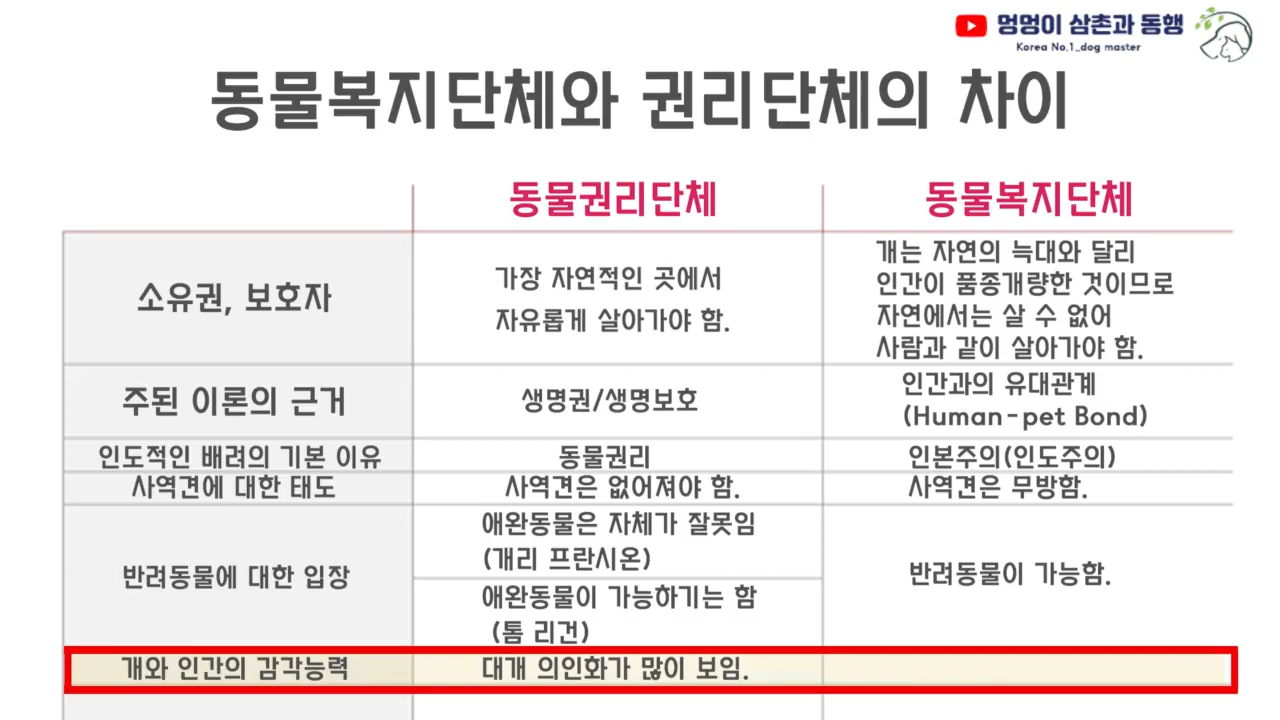 멍멍이 삼촌과 동행
Korea No.1_dog master
동물복지단체와 권리단체의 차이
동물권리단체
동물복지단체
소유권, 보호자
가장 자연적인 곳에서
자유롭게 살아가야 함.
개는 자연의 늑대와 달리
인간이 품종개량한 것이므로
자연에서는 살 수 없어
사람과 같이 살아가야 함.
주된 이론의 근거
생명권/생명보호
인간과의 유대관계
(Human-pet Bond)
인도적인 배려의 기본 이유
동물권리
인본주의(인도주의)
사역견에 대한 태도
사역견은 없어져야 함.
사역견은 무방함.
반려동물에 대한 입장
애완동물은 자체가 잘못임
(개리 프란시온)
애완동물이 가능하기는 함
(톰 리건)
반려동물이 가능함.
개와 인간의 감각능력
대개 의인화가 많이 보임.